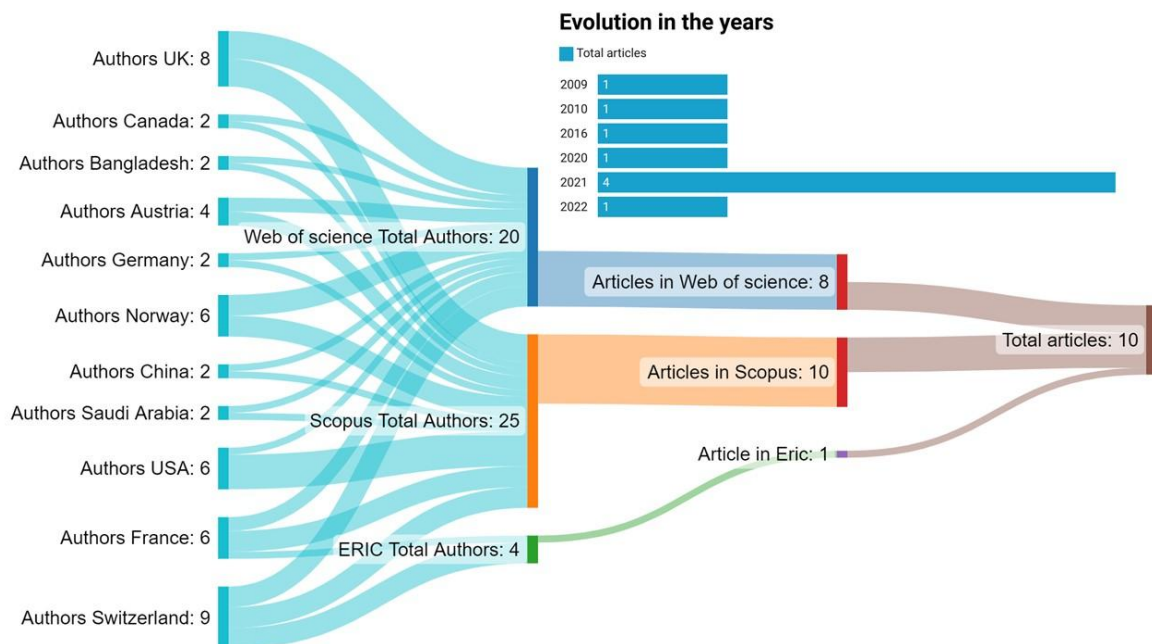 Evolution in the years
Total articles
2009 1
2010 1
2016 1
2020 1
2021 4
2022 1
Authors UK: 8
Authors Canada: 2
Authors Bangladesh: 2
Authors Austria: 4
Authors Germany: 2
Authors Norway: 6
Authors China: 2
Authors Saudi Arabia: 2
Authors USA: 6
Authors France: 6
Authors Switzerland: 9
Web of science Total Authors: 20
Scopus Total Authors: 25
ERIC Total Authors: 4
Articles in Web of science: 8
Articles in Scopus: 10
Article in Eric: 1
Total articles: 10